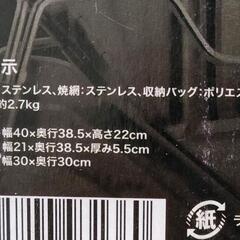 示
ステンレス、焼網：ステンレス、収納バッグ：ポリエス
約2.7kg
幅40×奥行38.5×高さ22cm
幅21×奥行38.5×厚み5.5cm
幅30×奥行30cm
紙
ラ